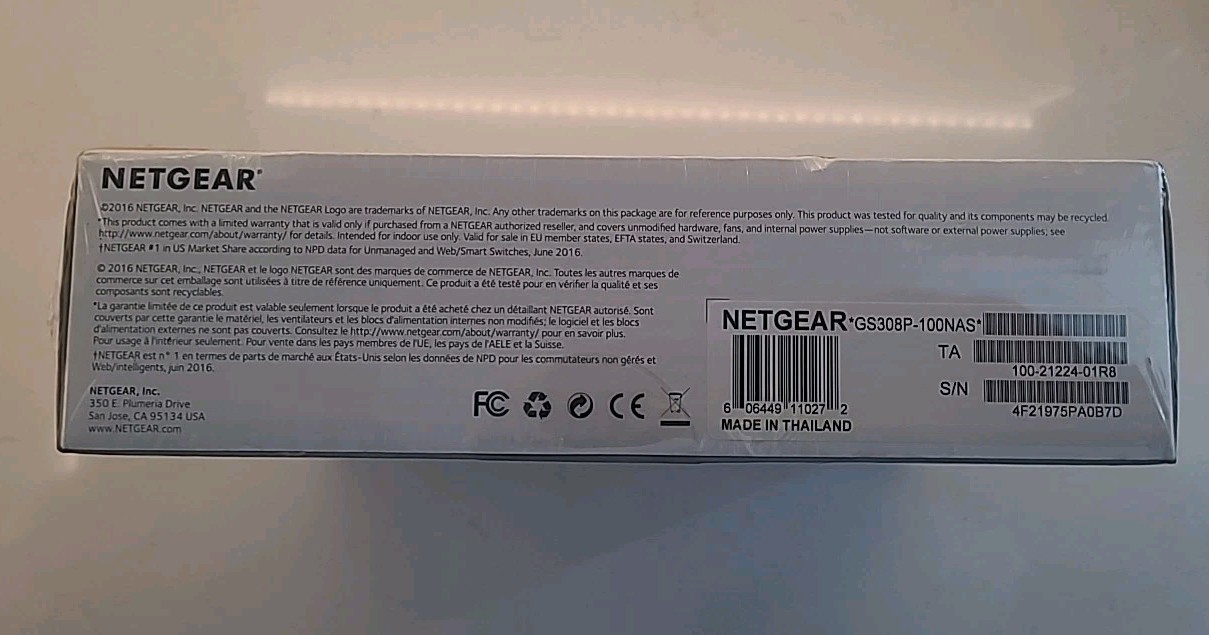 NETGEAR®
©2016 NETGEAR, Inc. NETGEAR and the NETGEAR Logo are trademarks of NETGEAR, Inc. Any other trademarks on this package are for reference purposes only. This product was tested for quality and its components may be recycled.
*This product comes with a limited warranty that is valid only if purchased from a NETGEAR authorized reseller, and covers unmodified hardware, fans, and internal power supplies—not software or external power supplies; see
http://www.netgear.com/about/warranty/ for details. Intended for indoor use only. Valid for sale in EU member states, EFTA states, and Switzerland.
†NETGEAR #1 in US Market Share according to NPD data for Unmanaged and Web/Smart Switches, June 2016.
© 2016 NETGEAR, Inc., NETGEAR et le logo NETGEAR sont des marques de commerce de NETGEAR, Inc. Toutes les autres marques de
commerce sur cet emballage sont utilisées à titre de référence uniquement. Ce produit a été testé pour en vérifier la qualité et ses
composants sont recyclables.
*La garantie limitée de ce produit est valable seulement lorsque le produit a été acheté chez un détaillant NETGEAR autorisé. Sont
couverts par cette garantie le matériel, les ventilateurs et les blocs d'alimentation internes non modifiés; le logiciel et les blocs
d'alimentation externes ne sont pas couverts. Consultez le http://www.netgear.com/about/warranty/ pour en savoir plus.
Pour usage à l'intérieur seulement. Pour vente dans les pays membres de l'UE, les pays de l'AELE et la Suisse.
†NETGEAR est n° 1 en termes de parts de marché aux États-Unis selon les données de NPD pour les commutateurs non gérés et
Web/intelligents, juin 2016.
NETGEAR, Inc.
350 E. Plumeria Drive
San Jose, CA 95134 USA
www.NETGEAR.com
FC CE
NETGEAR *GS308P-100NAS*
TA
100-21224-01R8
S/N
4F21975PA0B7D
6 06449 11027 2
MADE IN THAILAND